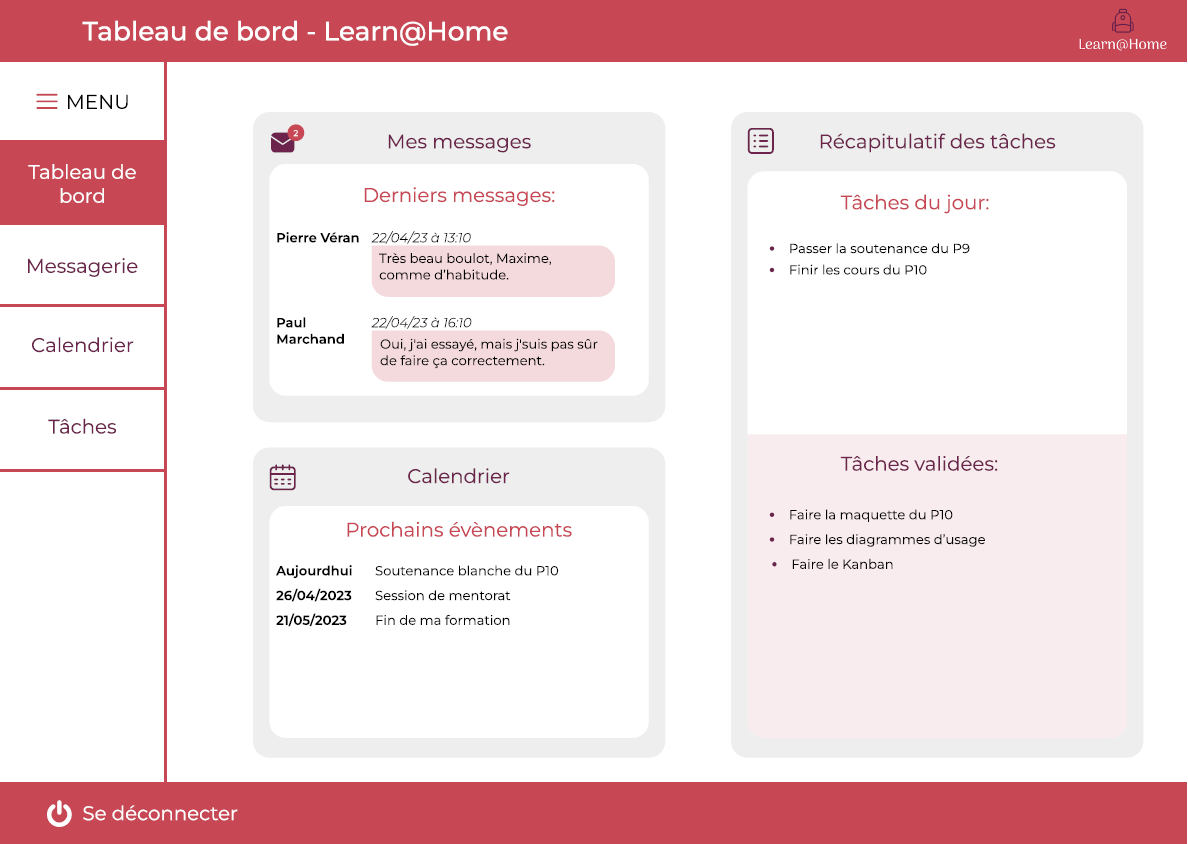 Tableau de bord - Learn@Home
Learn@Home
MENU
Tableau de
bord
Messagerie
Calendrier
Tâches
2
Mes messages
Derniers messages:
Pierre Véran
22/04/23 à 13:10
Très beau boulot, Maxime,
comme d'habitude.
Paul
Marchand
22/04/23 à 16:10
Oui, j'ai essayé, mais j'suis pas sûr
de faire ça correctement.
Calendrier
Prochains évènements
Aujourdhui Soutenance blanche du P10
26/04/2023 Session de mentorat
21/05/2023 Fin de ma formation
Récapitulatif des tâches
Tâches du jour:
• Passer la soutenance du P9
• Finir les cours du P10
Tâches validées:
• Faire la maquette du P10
• Faire les diagrammes d'usage
• Faire le Kanban
Se déconnecter